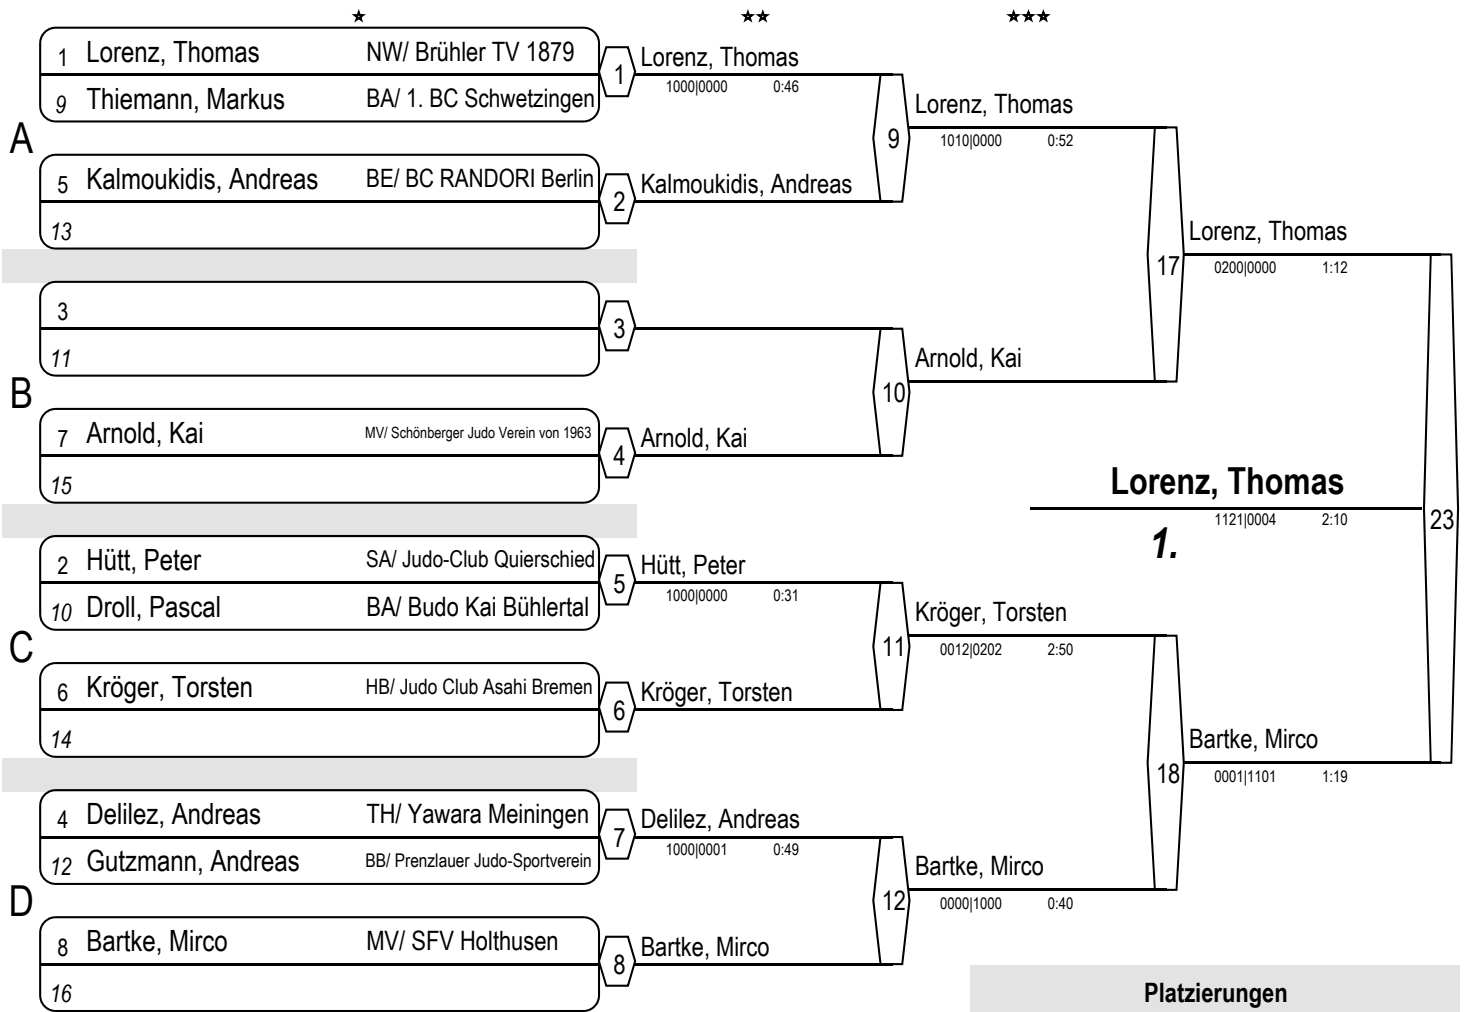 1 Lorenz, Thomas NW/ Brühler TV 1879
9 Thiemann, Markus BA/ 1. BC Schwetzingen
1
Lorenz, Thomas
1000|0000 0:46
A
5 Kalmoukidis, Andreas BE/ BC RANDORI Berlin
13
2
Kalmoukidis, Andreas
9
Lorenz, Thomas
1010|0000 0:52
3
11
3
B
7 Arnold, Kai MV/ Schönberger Judo Verein von 1963
15
4
Arnold, Kai
10
Arnold, Kai
17
Lorenz, Thomas
0200|0000 1:12
2 Hütt, Peter SA/ Judo-Club Quierschied
10 Droll, Pascal BA/ Budo Kai Bühlertal
5
Hütt, Peter
1000|0000 0:31
C
6 Kröger, Torsten HB/ Judo Club Asahi Bremen
14
6
Kröger, Torsten
11
Kröger, Torsten
0012|0202 2:50
4 Delilez, Andreas TH/ Yawara Meiningen
12 Gutzmann, Andreas BB/ Prenzlauer Judo-Sportverein
7
Delilez, Andreas
1000|0001 0:49
D
8 Bartke, Mirco MV/ SFV Holthusen
16
8
Bartke, Mirco
12
Bartke, Mirco
0000|1000 0:40
18
Bartke, Mirco
0001|1101 1:19
23
Lorenz, Thomas
1121|0004 2:10
1.
Platzierungen